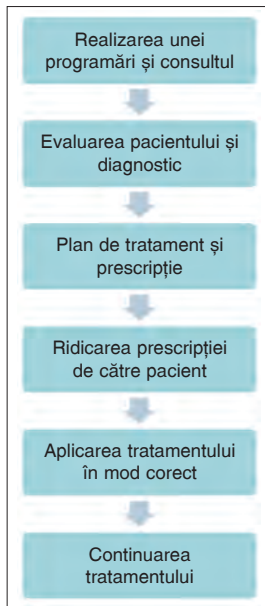 Realizarea unei
programări și consultul
Evaluarea pacientului și
diagnostic
Plan de tratament și
prescripție
Ridicarea prescripției
de către pacient
Aplicarea tratamentului
în mod corect
Continuarea
tratamentului